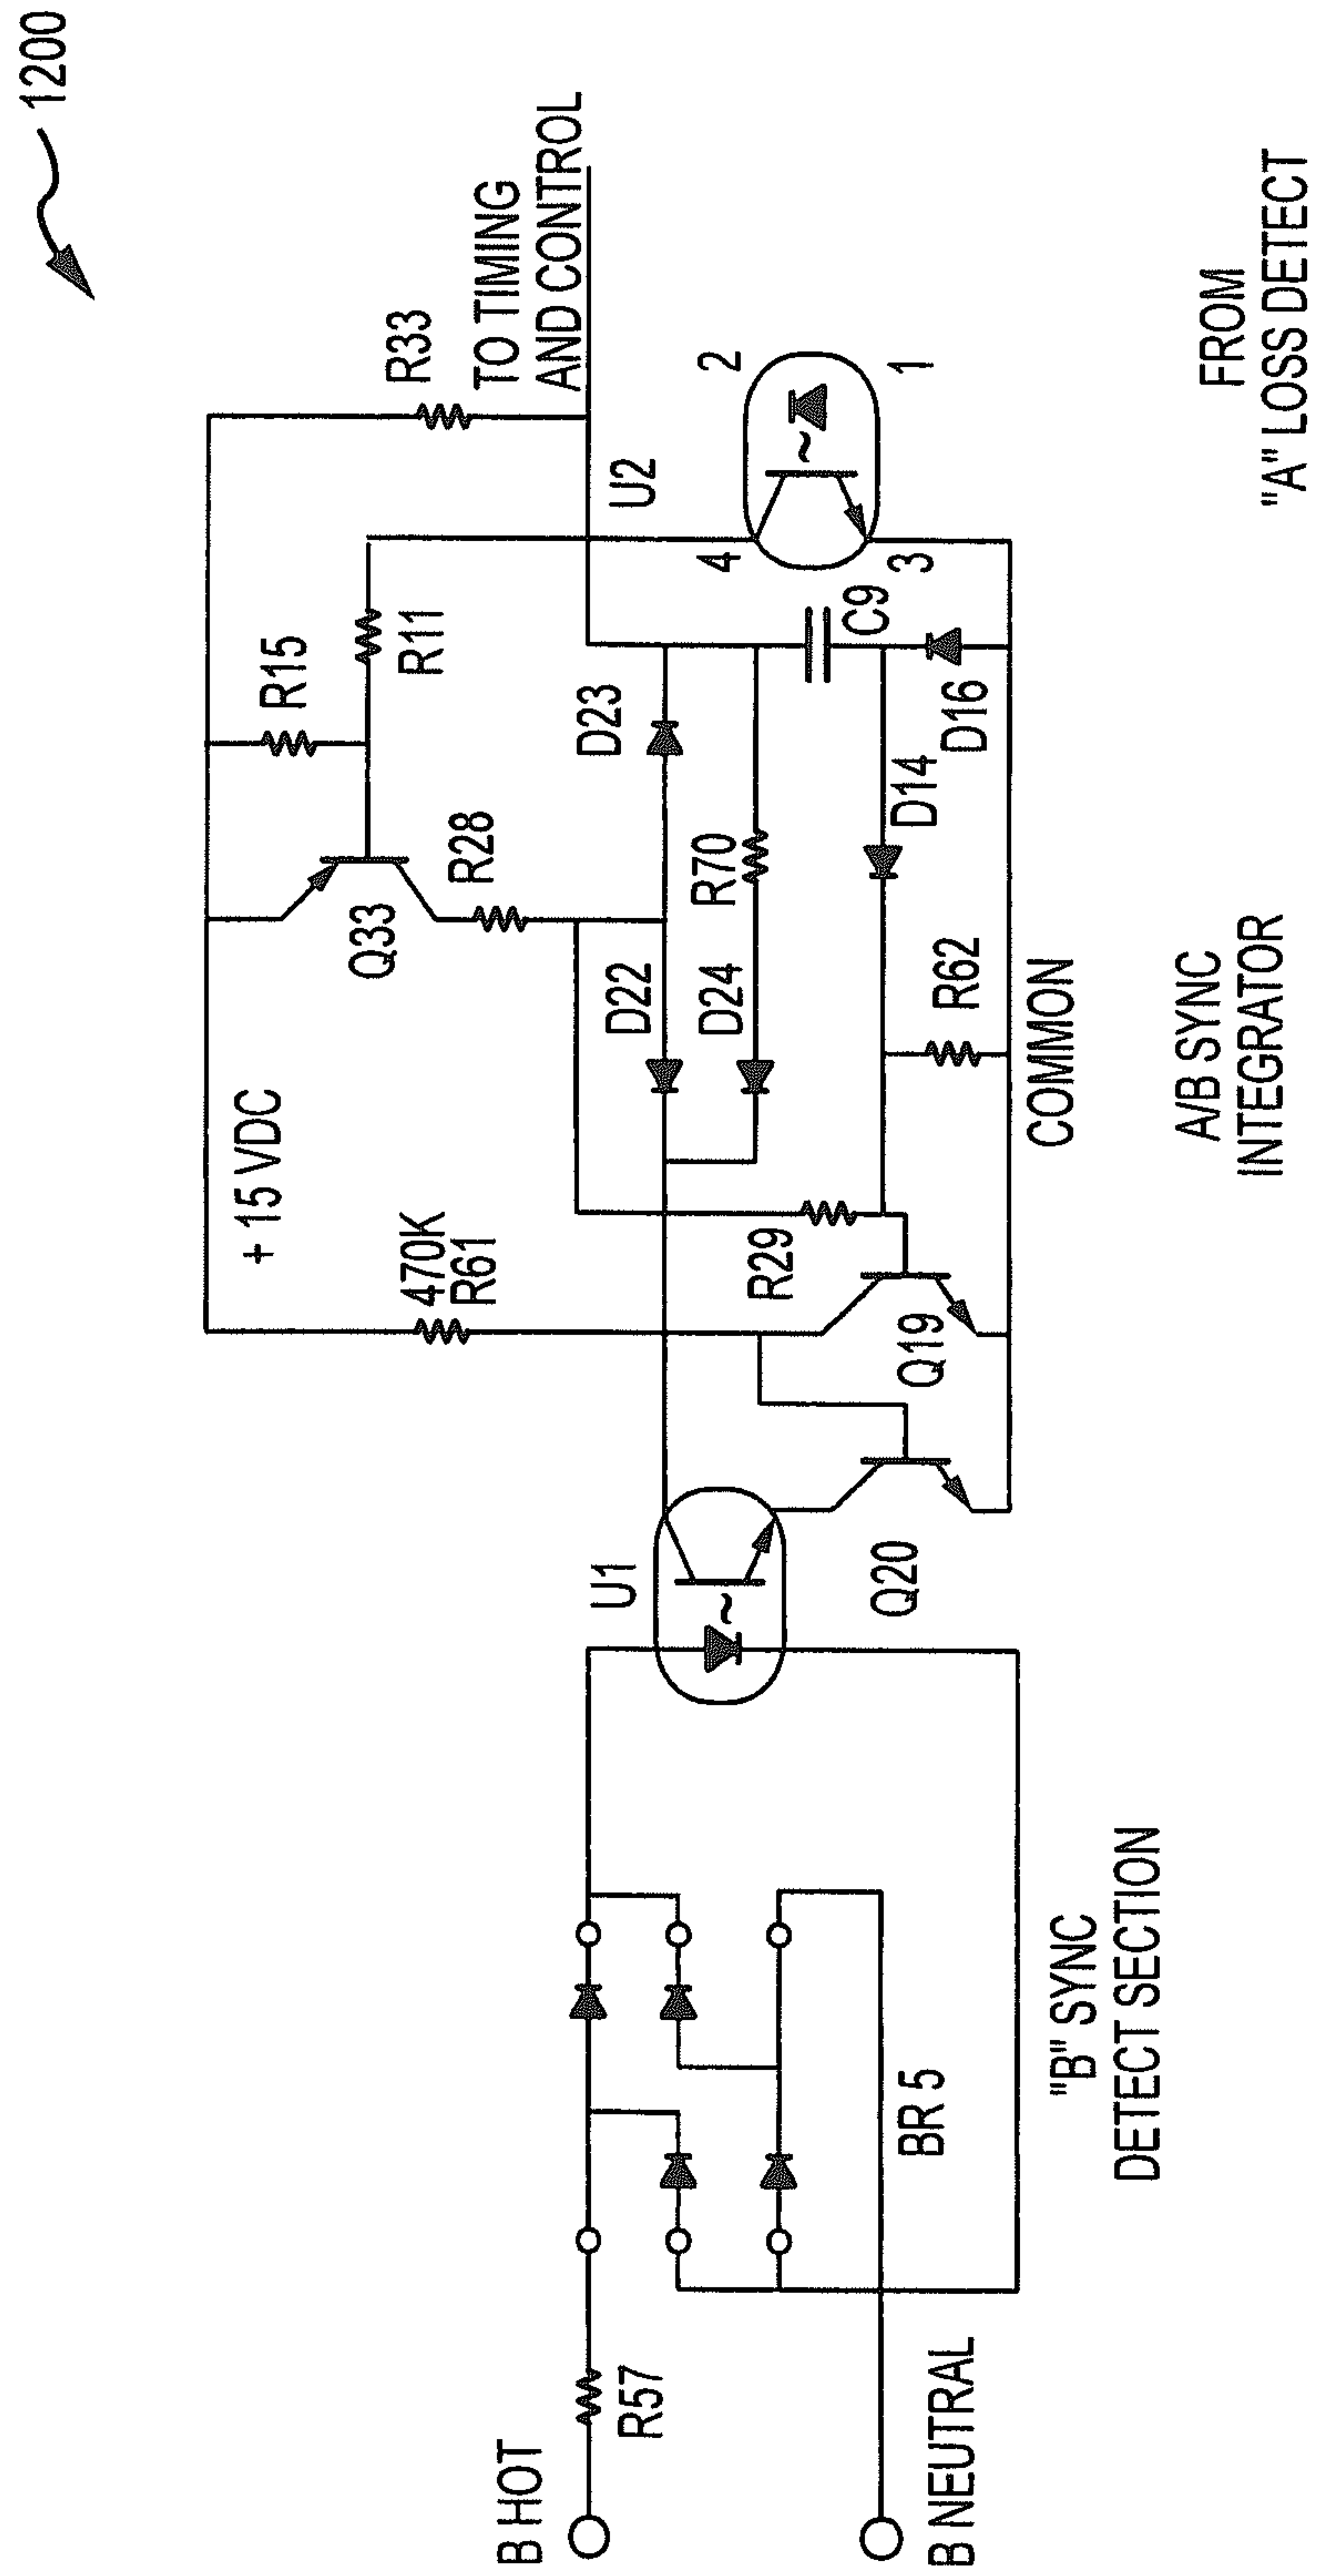 1200
R33
TO TIMING
AND CONTROL
R15
R11
U2
2
1
4
3
Q33
R28
D23
C9
D16
D14
R70
D22
D24
R62
+ 15 VDC
470K
R61
R29
COMMON
Q19
Q20
U1
FROM
"A" LOSS DETECT
A/B SYNC
INTEGRATOR
BR 5
"B" SYNC
DETECT SECTION
R57
B HOT
B NEUTRAL